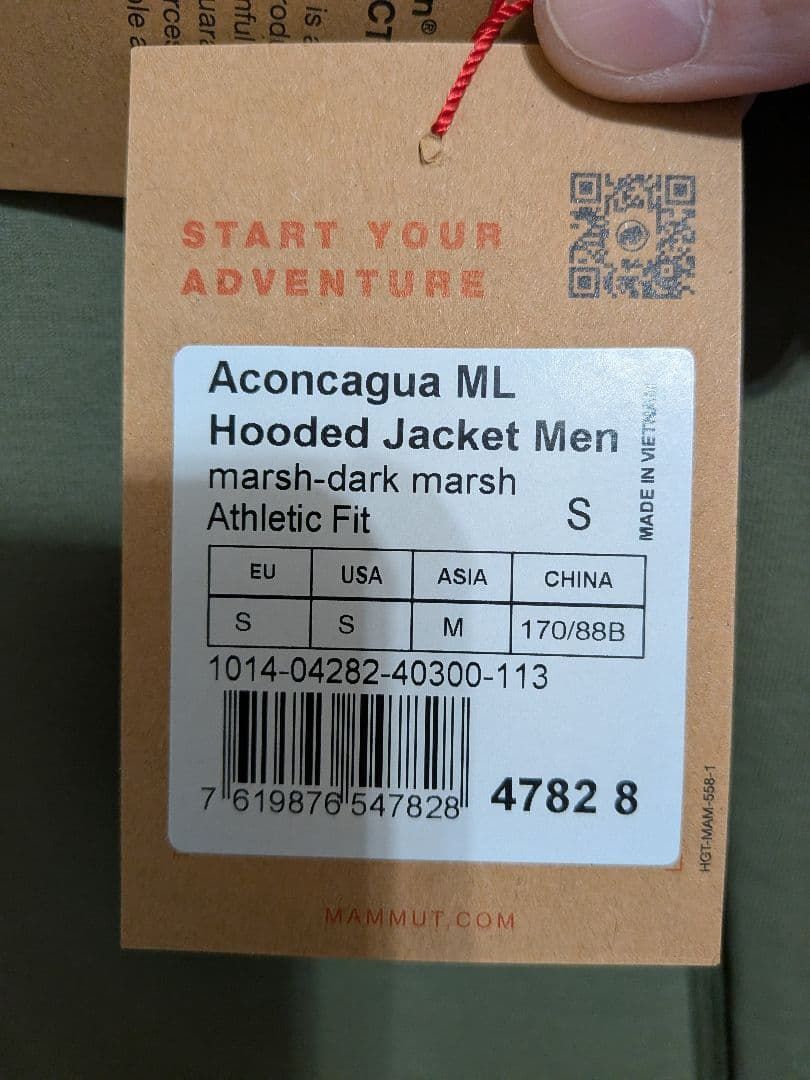 START YOUR
ADVENTURE
Aconcagua ML
Hooded Jacket Men
marsh-dark marsh
Athletic Fit
S
MADE IN VIETNAM
EU USA ASIA CHINA
S S M 170/88B
1014-04282-40300-113
7 619876 547828
4782 8
HGT-MAM-558-1
MAMMUT.COM